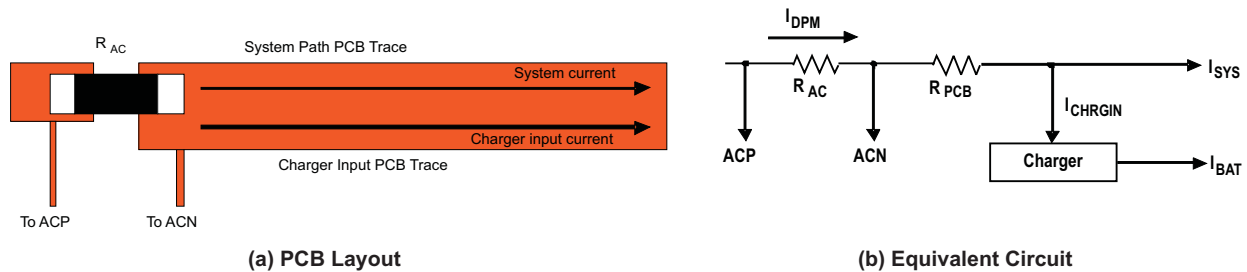 R AC
System Path PCB Trace
System current
Charger input current
Charger Input PCB Trace
To ACP
To ACN
(a) PCB Layout
I DPM
R AC
R PCB
I SYS
I CHRGIN
ACP
ACN
Charger
I BAT
(b) Equivalent Circuit